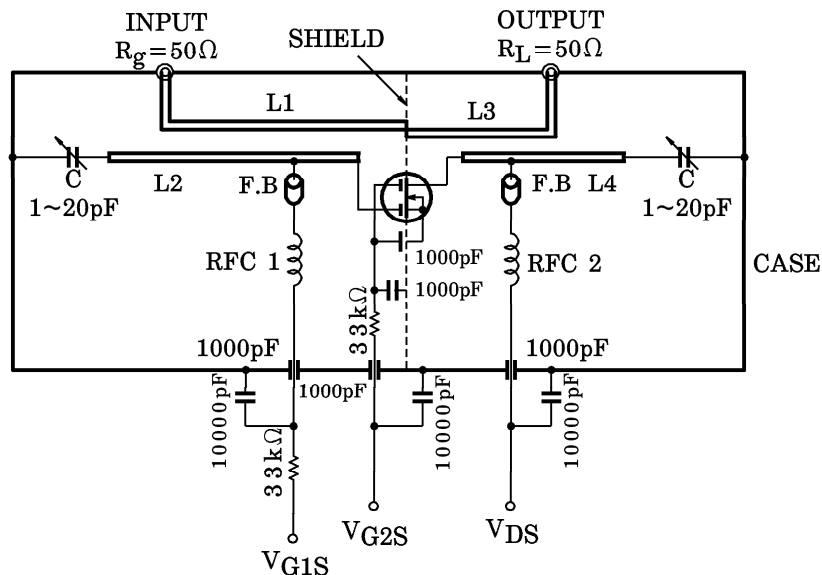 INPUT
Rg=50Ω
OUTPUT
RL=50Ω
SHIELD
L1
L3
C
1~20pF
L2
F.B
F.B
L4
C
1~20pF
RFC 1
1000pF
1000pF
RFC 2
CASE
33kΩ
1000pF
1000pF
1000pF
10000pF
10000pF
10000pF
33kΩ
VG1S
VG2S
VDS